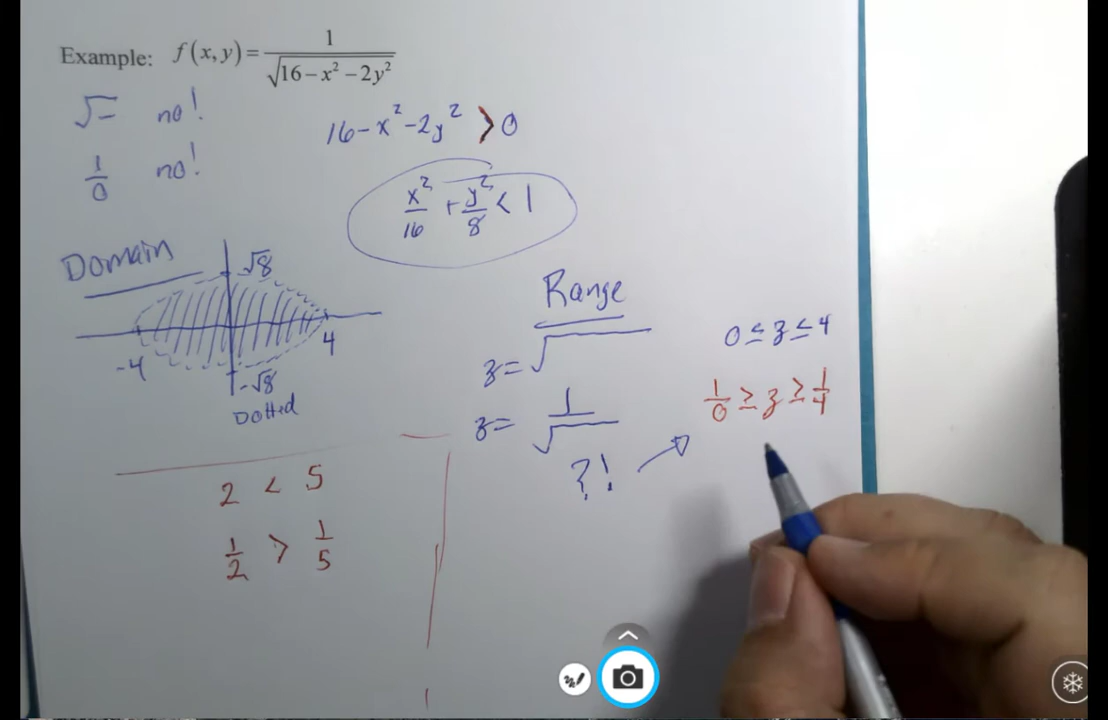 Example: f(x,y) = 1/√(16-x²-2y²)
√- no!
1/0 no!
16-x²-2y² > 0
x²/16 + y²/8 < 1
Domain
√8
-4
4
-√8
Dotted
Range
z = √
z = 1/√
?!
0 ≤ z ≤ 4
1/0 ≥ z ≥ 1/4
2 < 5
1/2 > 1/5